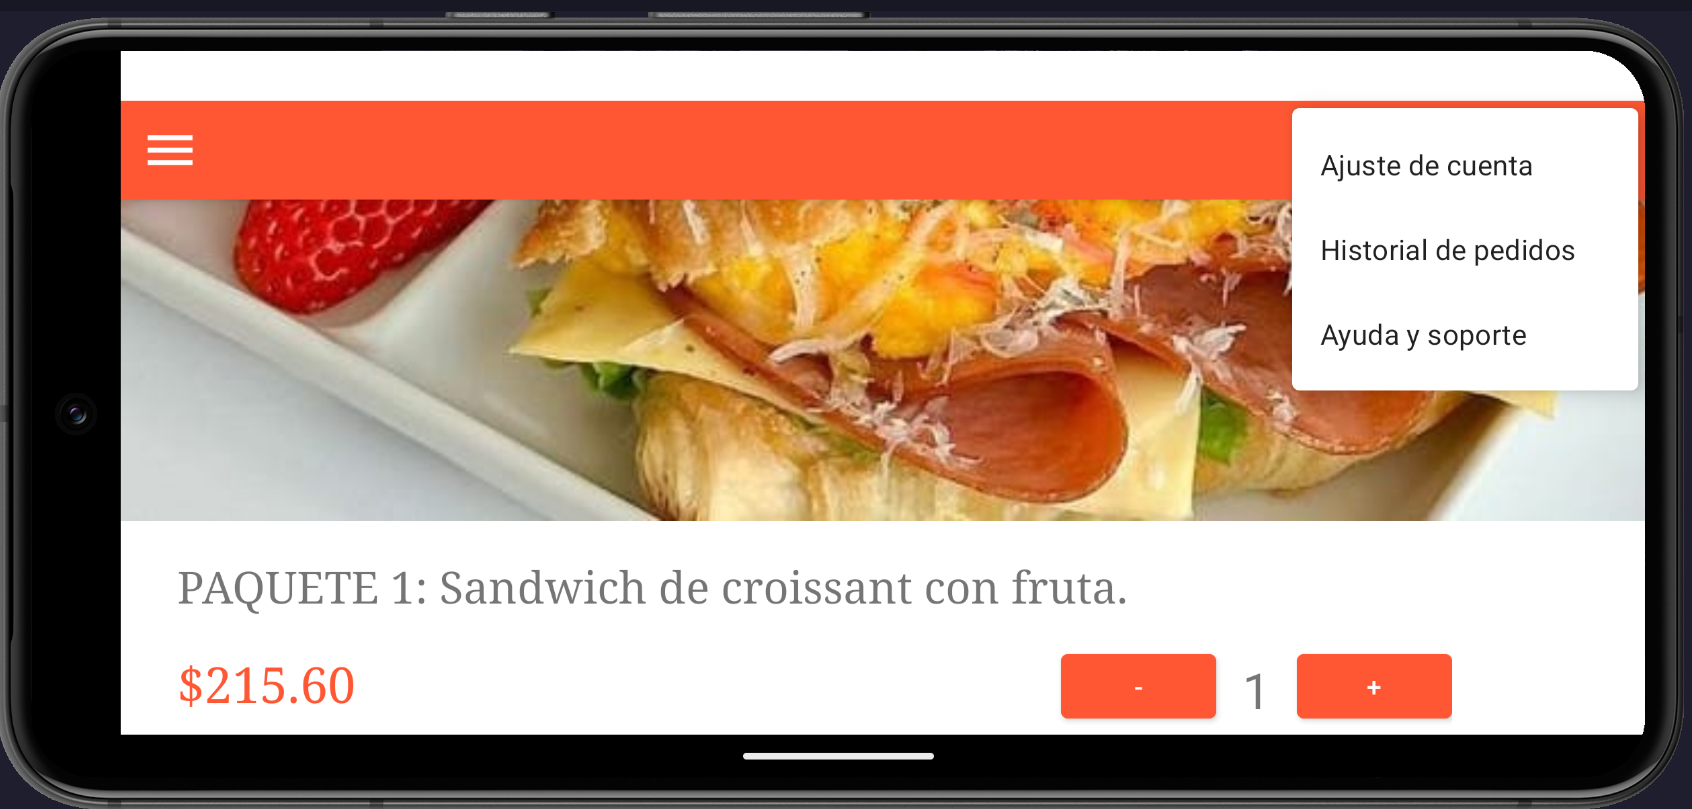 Ajuste de cuenta
Historial de pedidos
Ayuda y soporte
PAQUETE 1: Sandwich de croissant con fruta.
$215.60
- 1 +